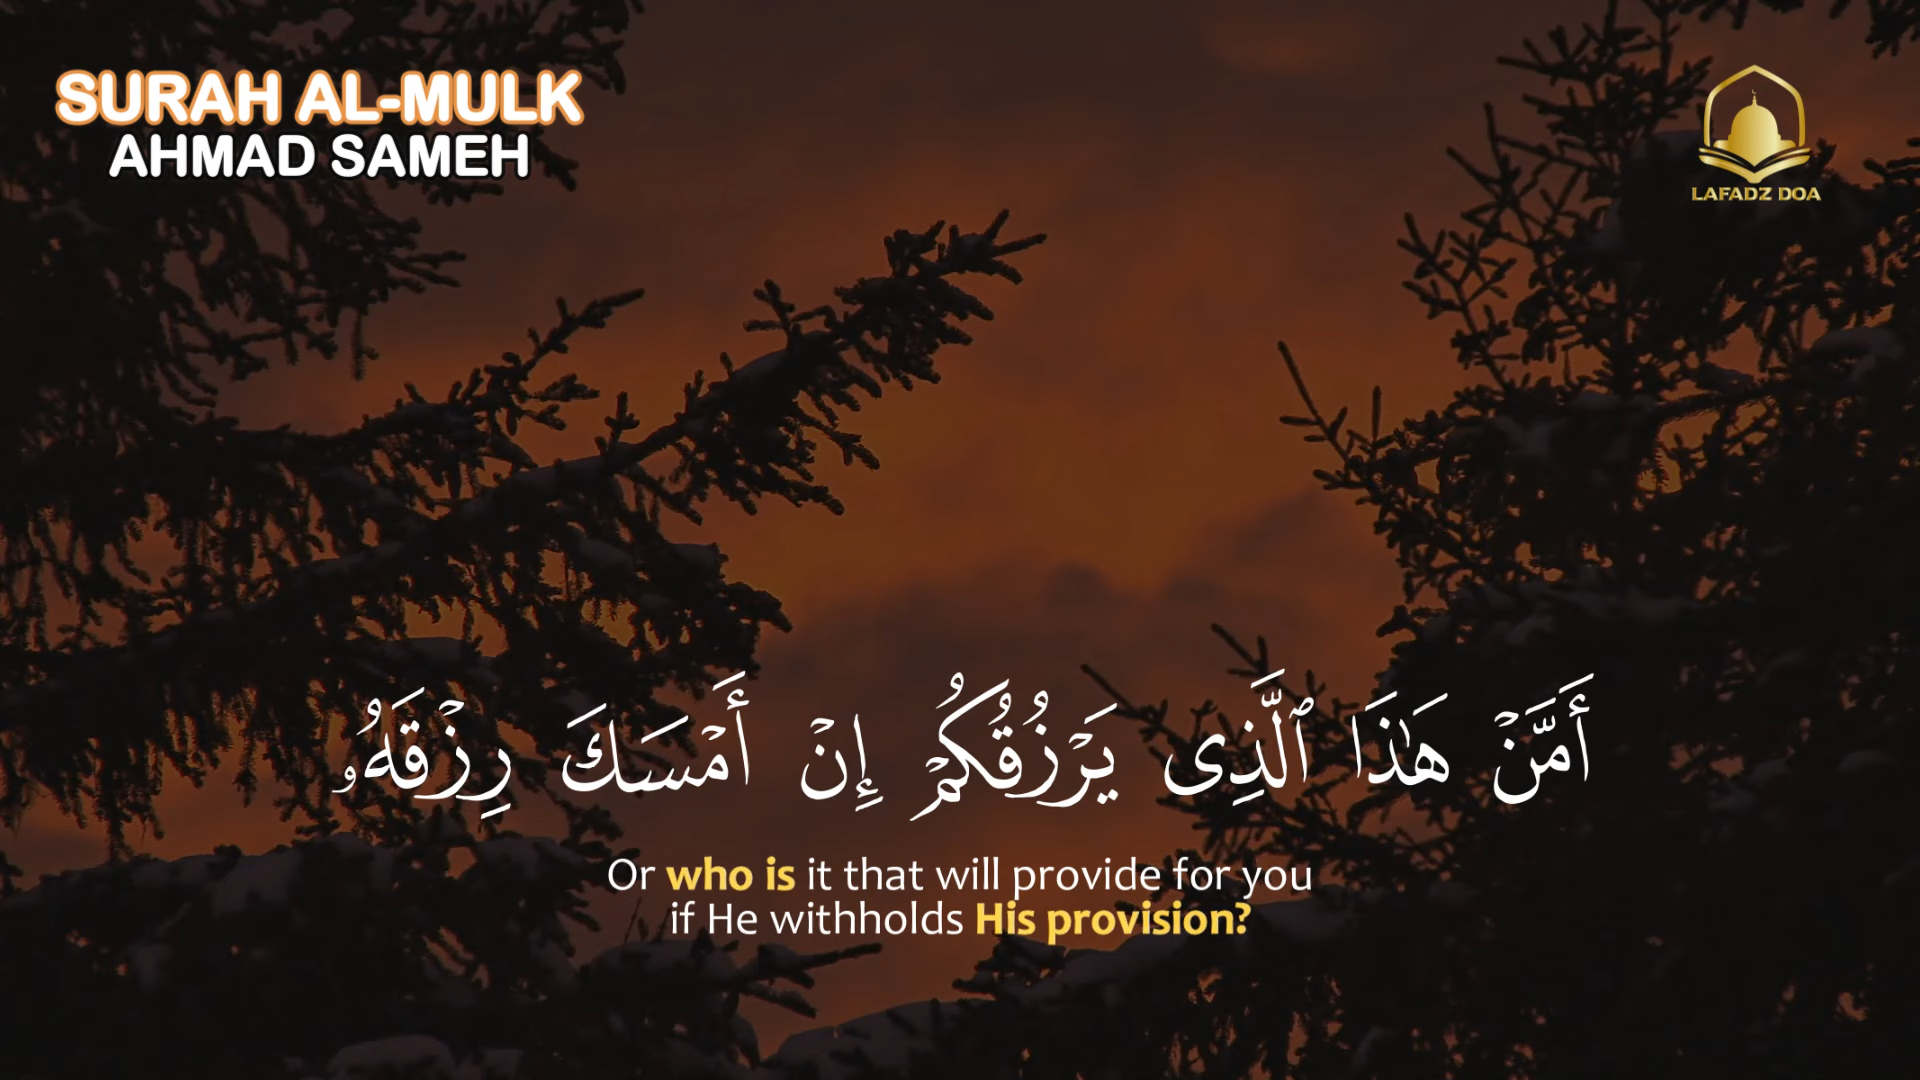 SURAH AL-MULK
AHMAD SAMEH
LAFADZ DOA
أَمَّنْ هَٰذَا ٱلَّذِى يَرْزُقُكُمْ إِنْ أَمْسَكَ رِزْقَهُۥ
Or who is it that will provide for you
if He withholds His provision?